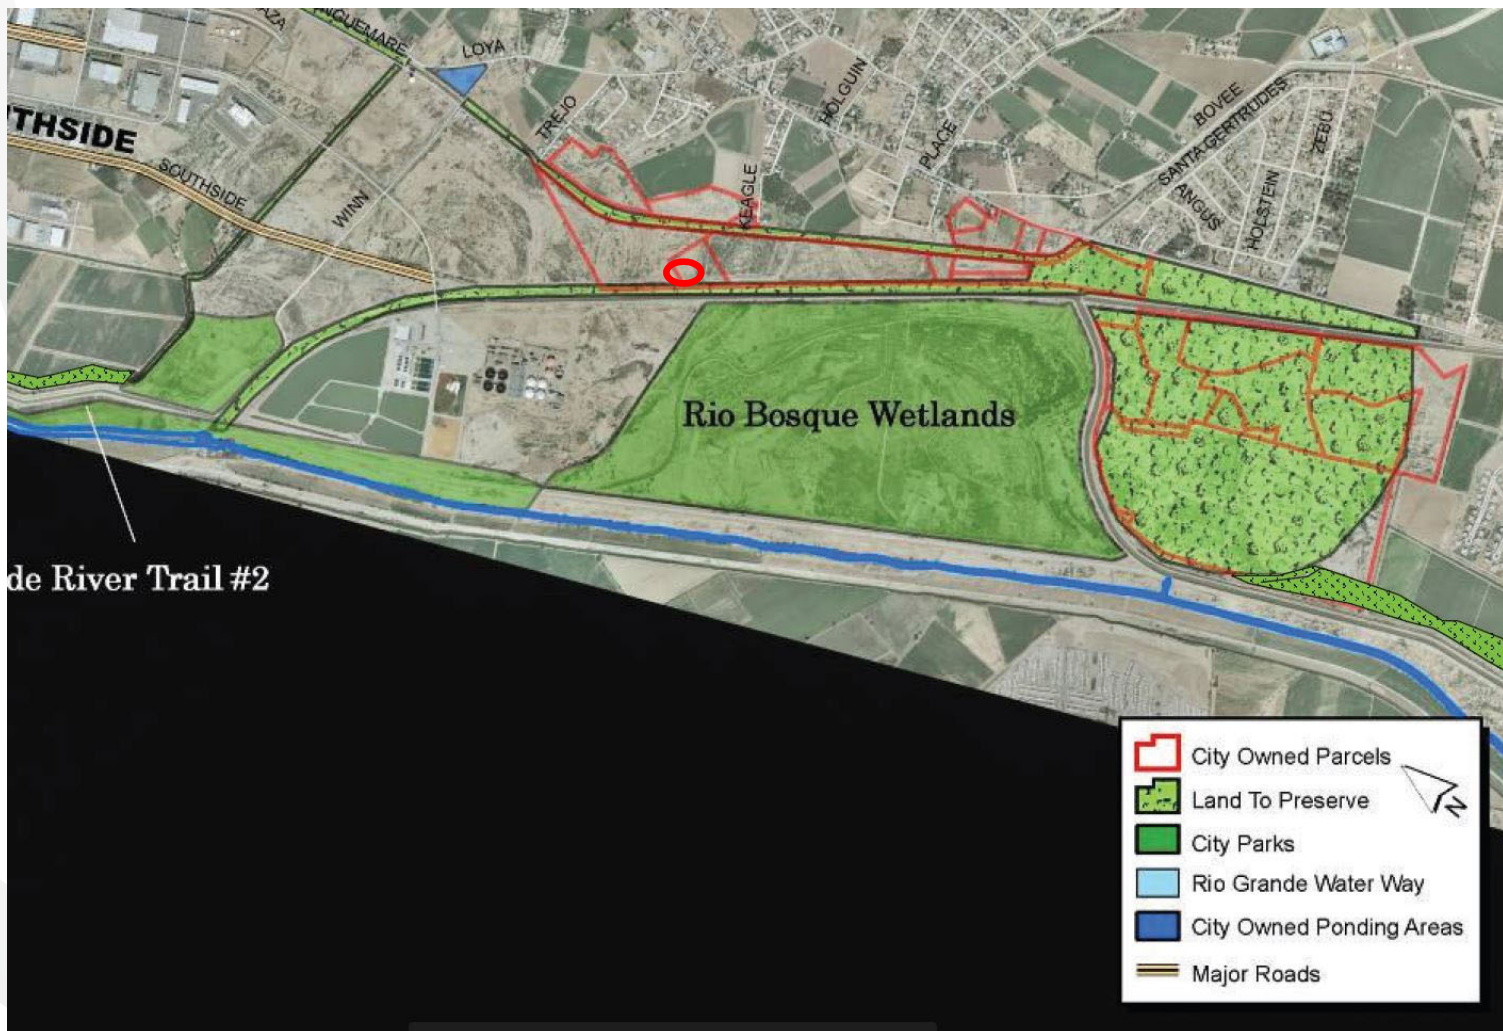 AZA
NGUEMARE
LOYA
TREJO
HOLGUIN
PLACE
BOVEE
SANTA GERTRUDES
ZEBU
ANGUS
HOLSTEIN
KEAGLE
THSIDE
SOUTHSIDE
WINN
Rio Bosque Wetlands
de River Trail #2
City Owned Parcels
Land To Preserve
City Parks
Rio Grande Water Way
City Owned Ponding Areas
Major Roads
N